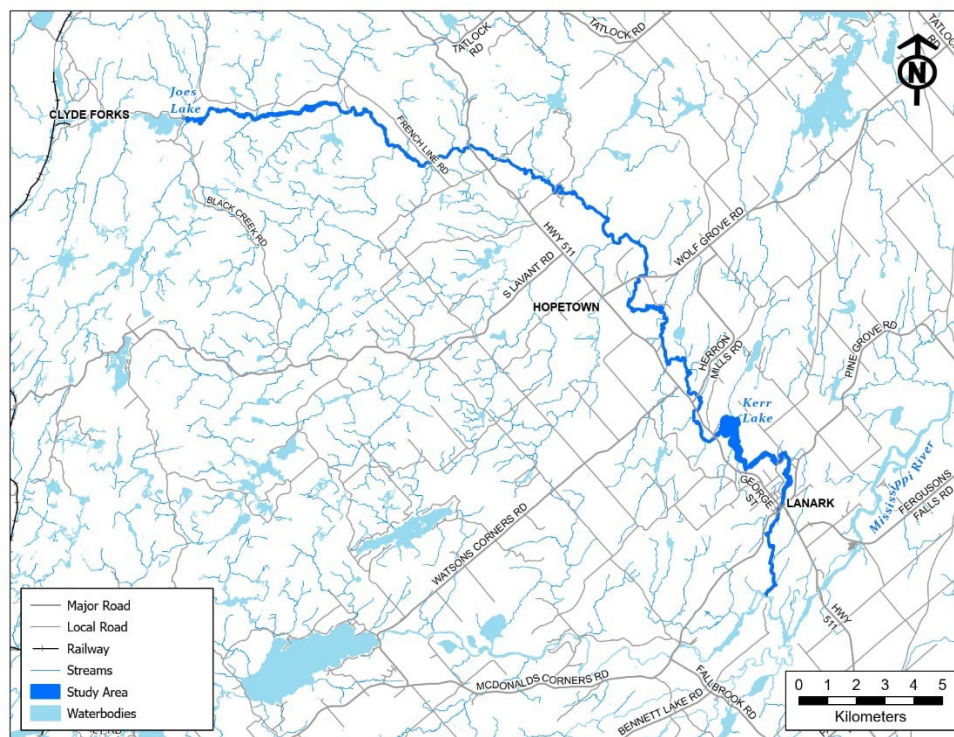 TATLOCK
RD
TATLOCK RD
TATLOCK
RD
N
Joes
Lake
CLYDE FORKS
FRENCH LINE RD
BLACK CREEK RD
HWY 511
WOLF GROVE RD
S LAVANT RD
HOPETOWN
HERRON
MILLS RD
PINE GROVE RD
Kerr
Lake
GEORGE
ST
LANARK
Mississippi River
FERGUSONS
FALLS RD
WATSONS CORNERS RD
HWY
511
MCDONALDS CORNERS RD
FALLBROOK
RD
BENNETT LAKE RD
Major Road
Local Road
Railway
Streams
Study Area
Waterbodies
0 1 2 3 4 5
Kilometers